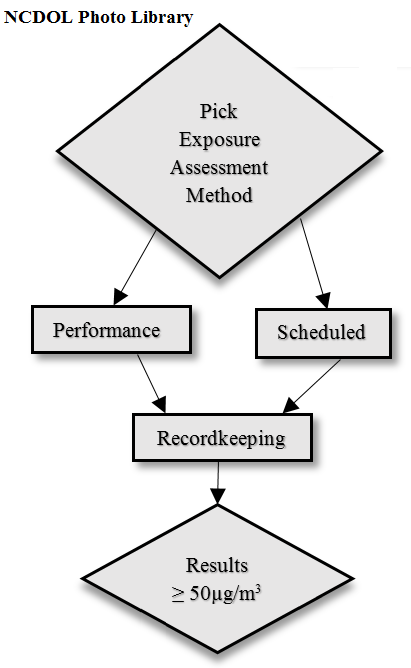 NCDOL Photo Library
Pick
Exposure
Assessment
Method
Performance
Scheduled
Recordkeeping
Results
≥ 50µg/m³